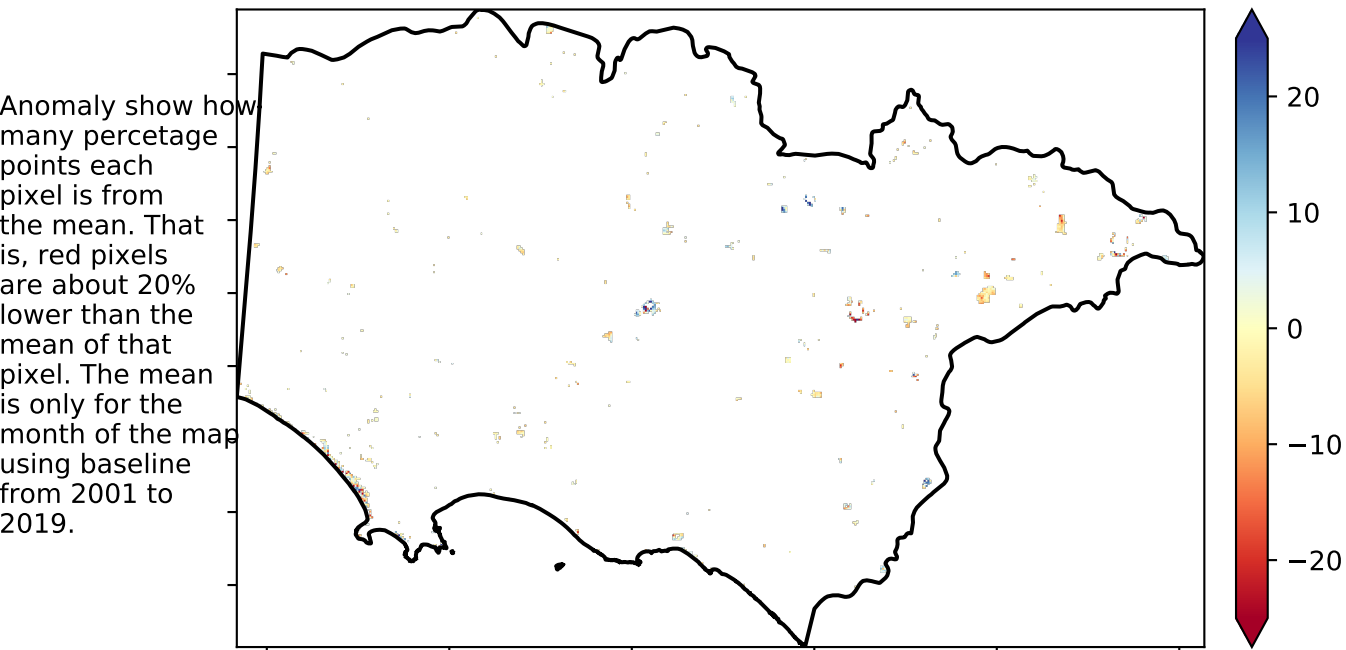 Anomaly show how
many percetage
points each
pixel is from
the mean. That
is, red pixels
are about 20%
lower than the
mean of that
pixel. The mean
is only for the
month of the map
using baseline
from 2001 to
2019.
20
10
0
−10
−20